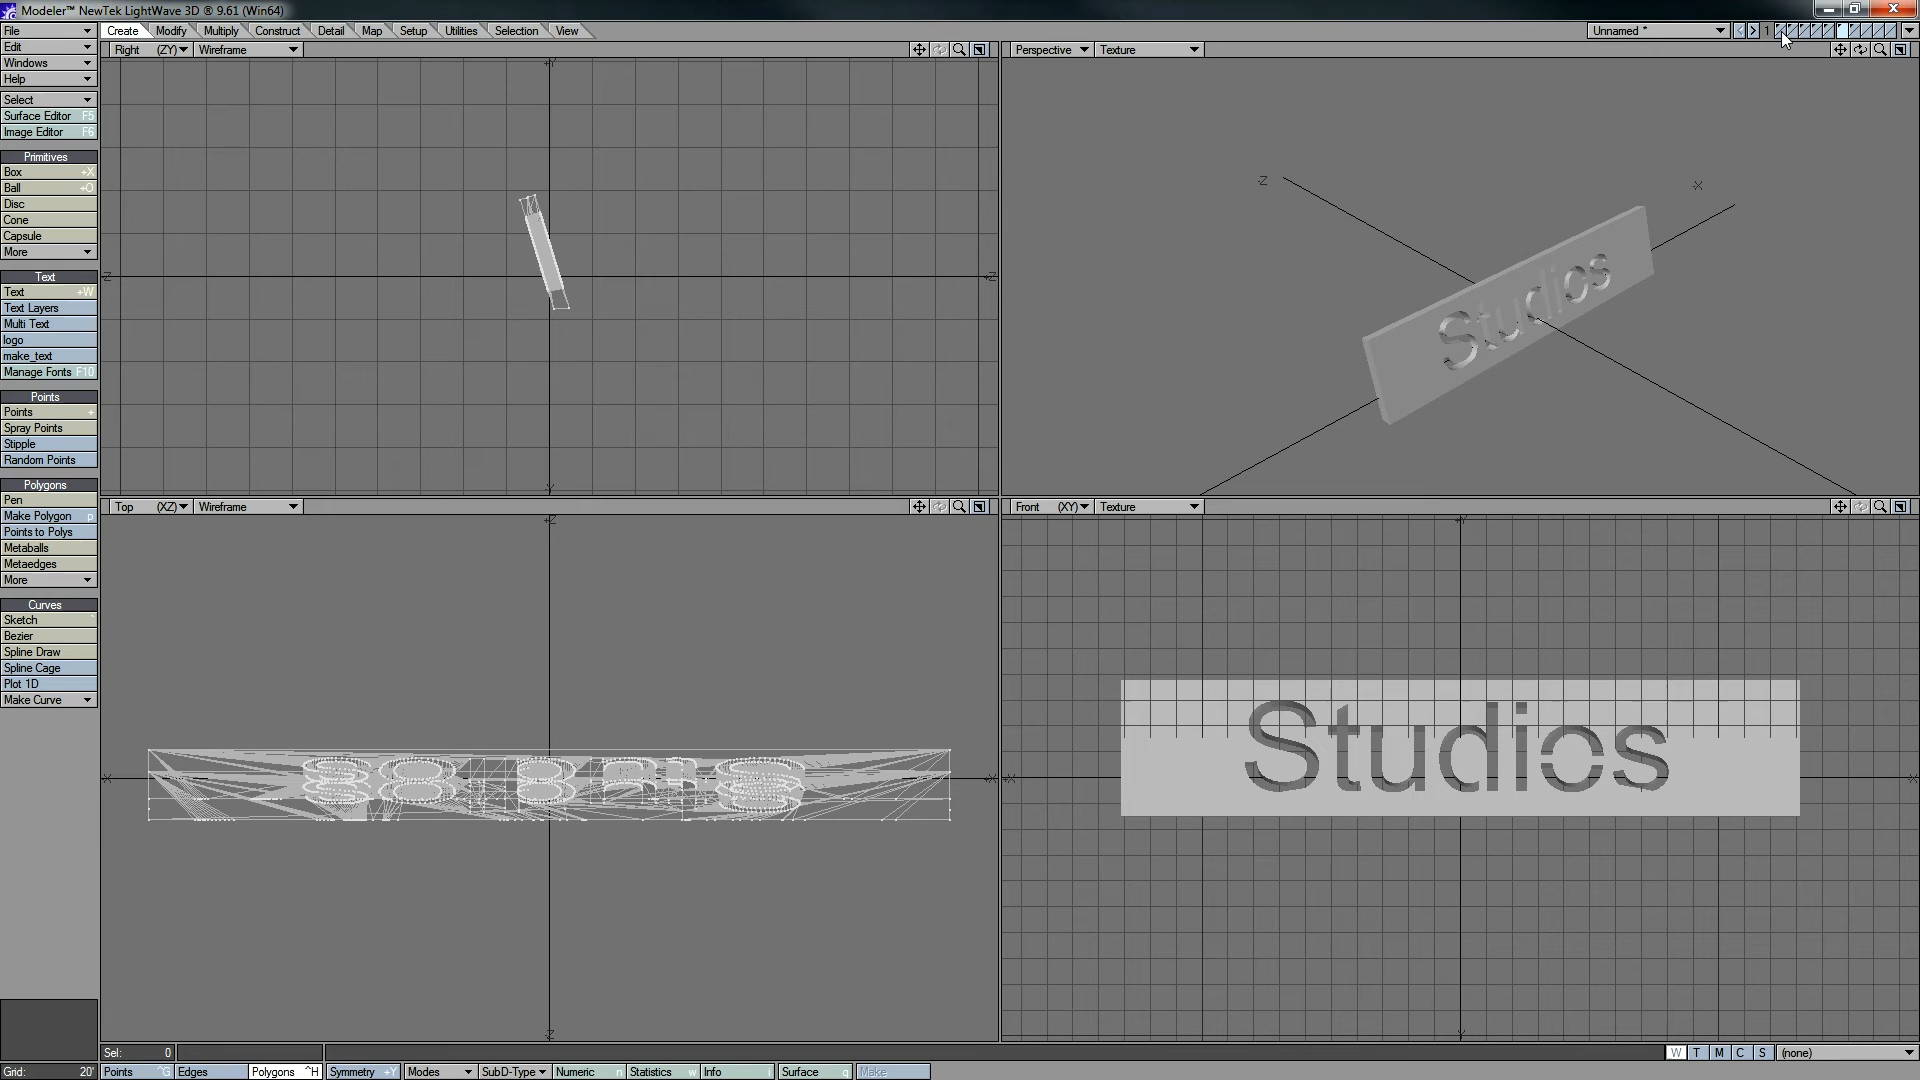 Modeler™ NewTek LightWave 3D ® 9.61 (Win64)
File
Edit
Windows
Help
Select
Surface Editor F5
Image Editor F6
Primitives
Box +X
Ball +O
Disc
Cone
Capsule
More
Text
Text +W
Text Layers
Multi Text
logo
make_text
Manage Fonts F10
Points
Points +
Spray Points
Stipple
Random Points
Polygons
Pen
Make Polygon p
Points to Polys
Metaballs
Metaedges
More
Curves
Sketch
Bezier
Spline Draw
Spline Cage
Plot 1D
Make Curve
Create Modify Multiply Construct Detail Map Setup Utilities Selection View
Unnamed * < > 1
Right (ZY) Wireframe
Perspective Texture
-Z
X
Studios
Top (XZ) Wireframe
Front (XY) Texture
Studios
Sel: 0
W T M C S (none)
Grid: 20'
Points ^G Edges Polygons ^H Symmetry +Y Modes SubD-Type Numeric n Statistics w Info i Surface q Make